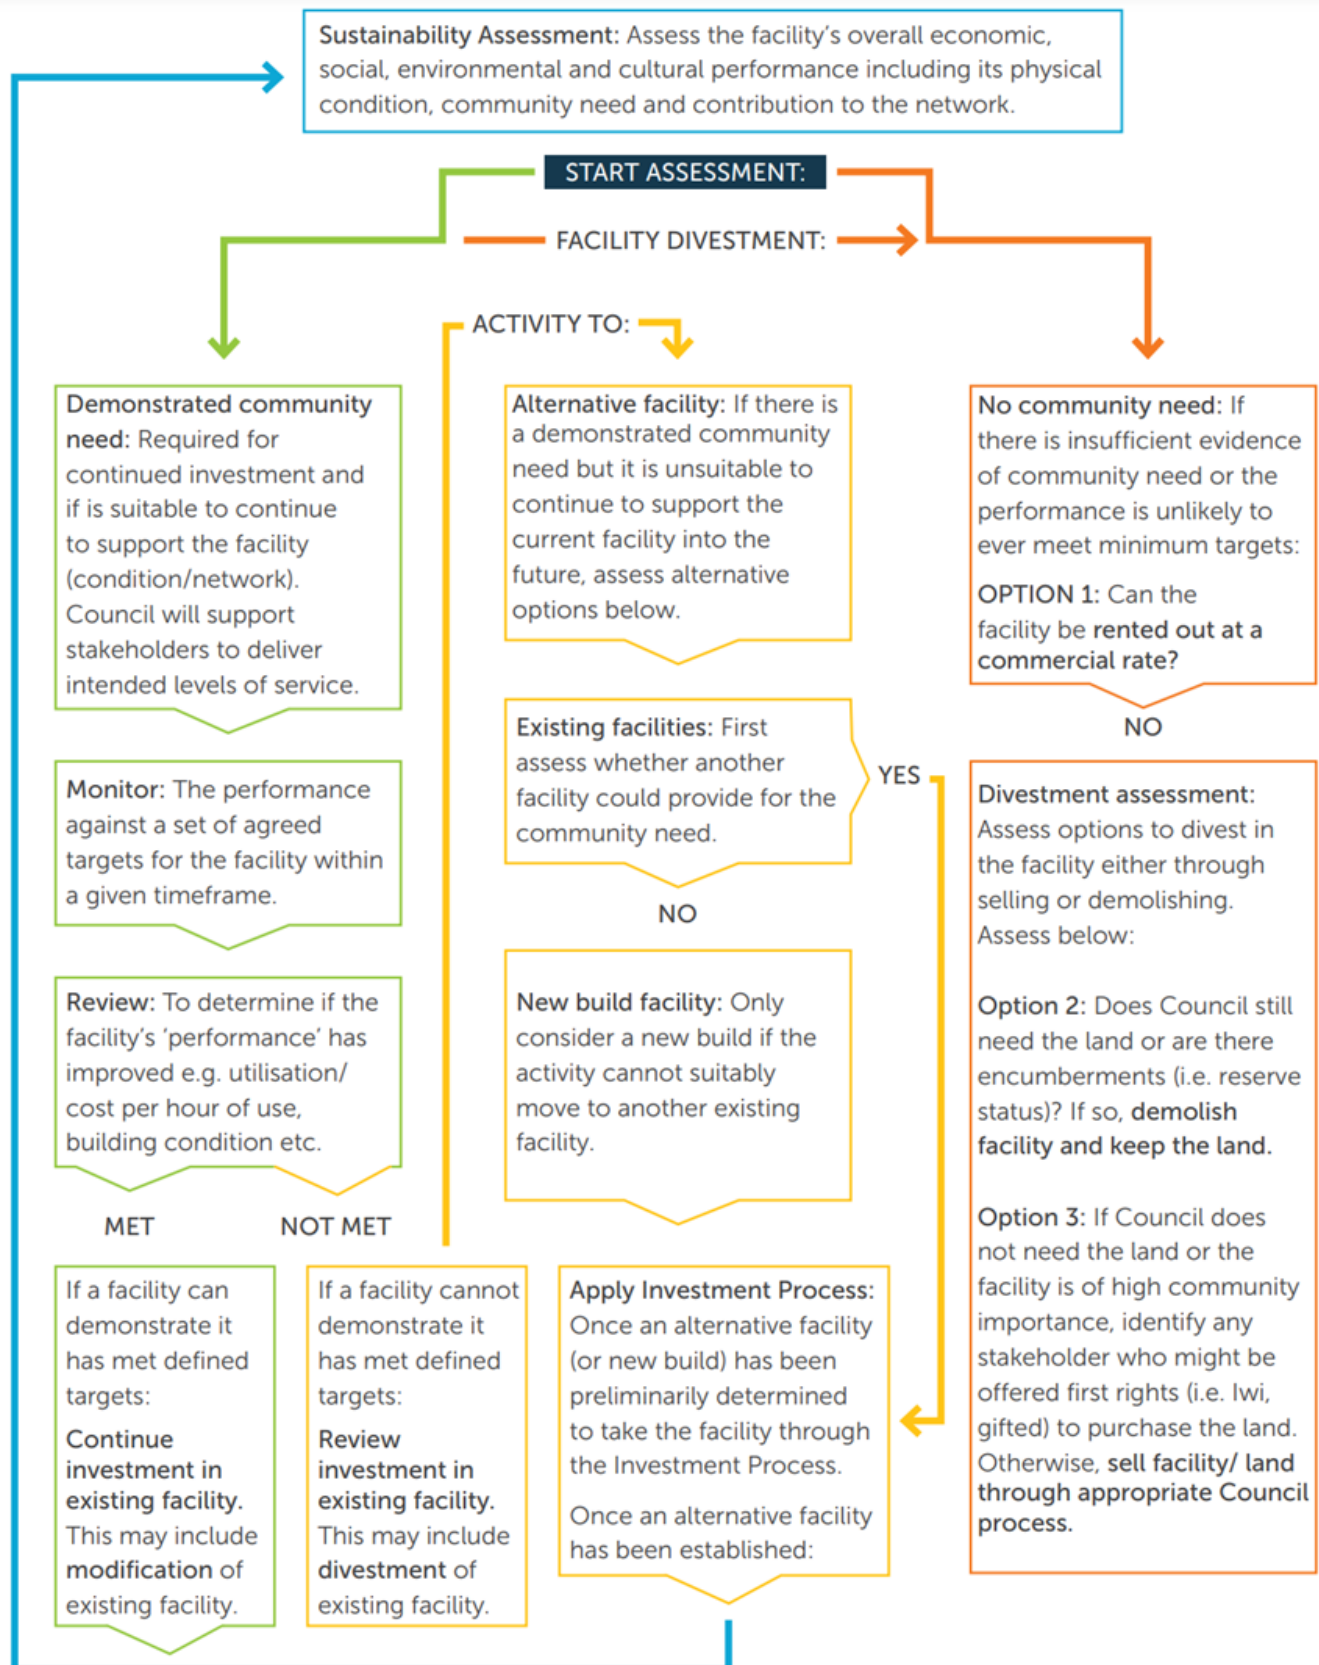 Sustainability Assessment: Assess the facility's overall economic,
social, environmental and cultural performance including its physical
condition, community need and contribution to the network.
START ASSESSMENT:
FACILITY DIVESTMENT:
ACTIVITY TO:
Demonstrated community
need: Required for
continued investment and
if is suitable to continue
to support the facility
(condition/network).
Council will support
stakeholders to deliver
intended levels of service.
Monitor: The performance
against a set of agreed
targets for the facility within
a given timeframe.
Review: To determine if the
facility's 'performance' has
improved e.g. utilisation/
cost per hour of use,
building condition etc.
MET
NOT MET
If a facility can
demonstrate it
has met defined
targets:
Continue
investment in
existing facility.
This may include
modification of
existing facility.
If a facility cannot
demonstrate it
has met defined
targets:
Review
investment in
existing facility.
This may include
divestment of
existing facility.
Alternative facility: If there is
a demonstrated community
need but it is unsuitable to
continue to support the
current facility into the
future, assess alternative
options below.
Existing facilities: First
assess whether another
facility could provide for the
community need.
YES
NO
New build facility: Only
consider a new build if the
activity cannot suitably
move to another existing
facility.
Apply Investment Process:
Once an alternative facility
(or new build) has been
preliminarily determined
to take the facility through
the Investment Process.
Once an alternative facility
has been established:
No community need: If
there is insufficient evidence
of community need or the
performance is unlikely to
ever meet minimum targets:
OPTION 1: Can the
facility be rented out at a
commercial rate?
NO
Divestment assessment:
Assess options to divest in
the facility either through
selling or demolishing.
Assess below:
Option 2: Does Council still
need the land or are there
encumberments (i.e. reserve
status)? If so, demolish
facility and keep the land.
Option 3: If Council does
not need the land or the
facility is of high community
importance, identify any
stakeholder who might be
offered first rights (i.e. Iwi,
gifted) to purchase the land.
Otherwise, sell facility/ land
through appropriate Council
process.